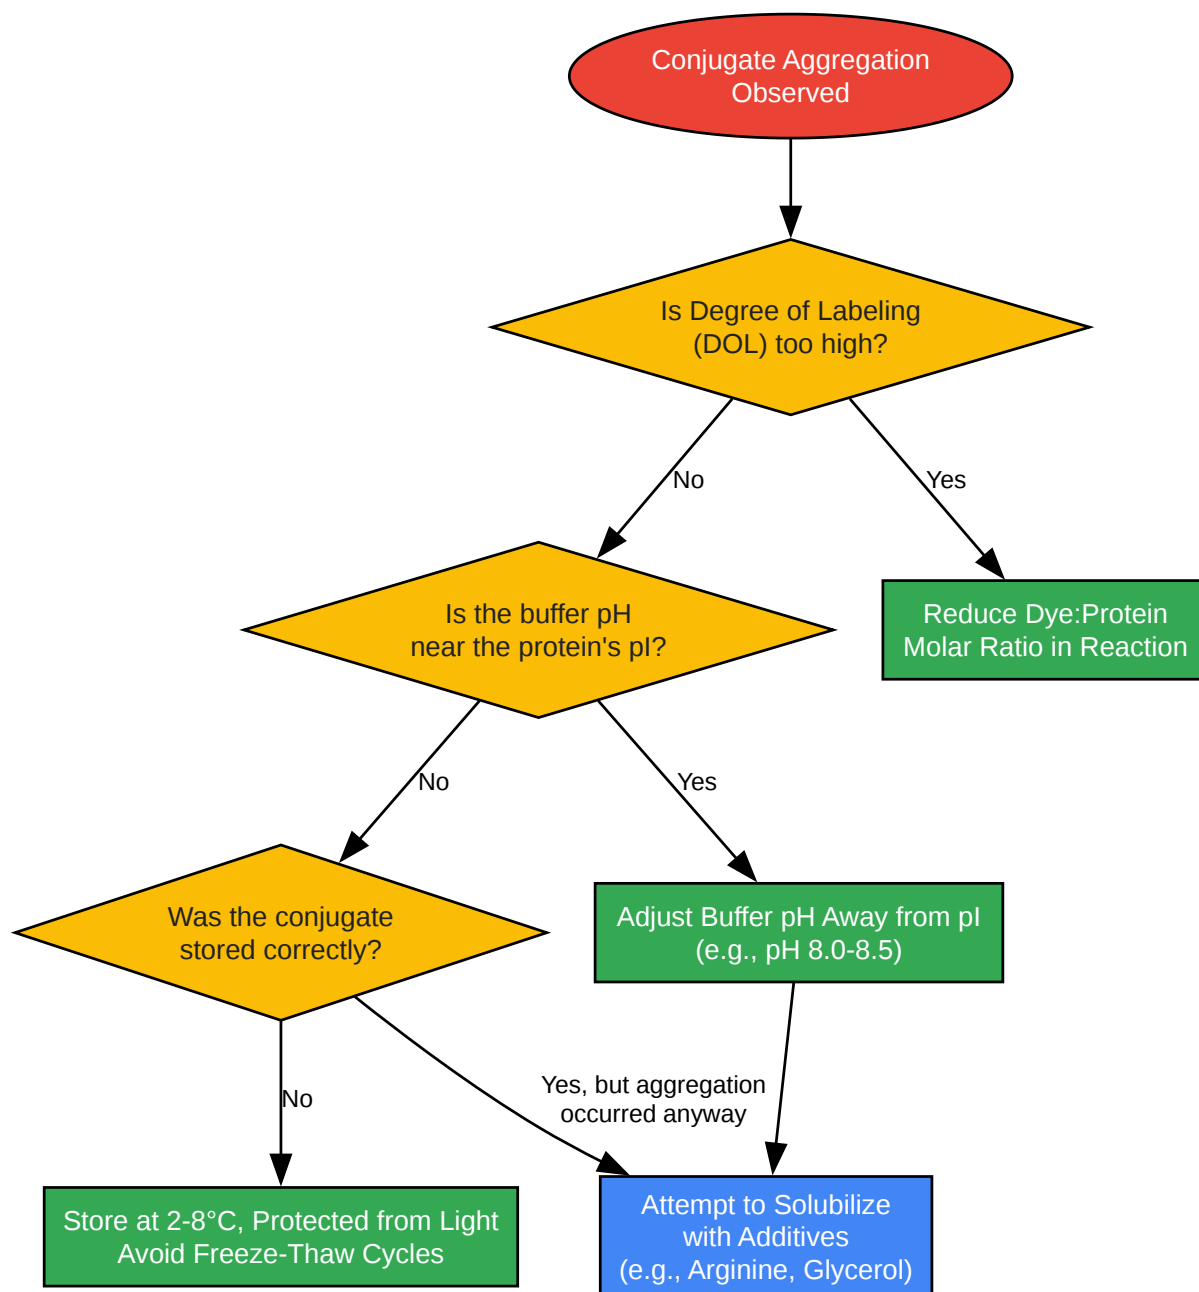 Conjugate Aggregation
Observed
Is Degree of Labeling
(DOL) too high?
No
Yes
Is the buffer pH
near the protein's pI?
Reduce Dye:Protein
Molar Ratio in Reaction
No
Yes
Was the conjugate
stored correctly?
Adjust Buffer pH Away from pI
(e.g., pH 8.0-8.5)
No
Yes, but aggregation
occurred anyway
Store at 2-8°C, Protected from Light
Avoid Freeze-Thaw Cycles
Attempt to Solubilize
with Additives
(e.g., Arginine, Glycerol)